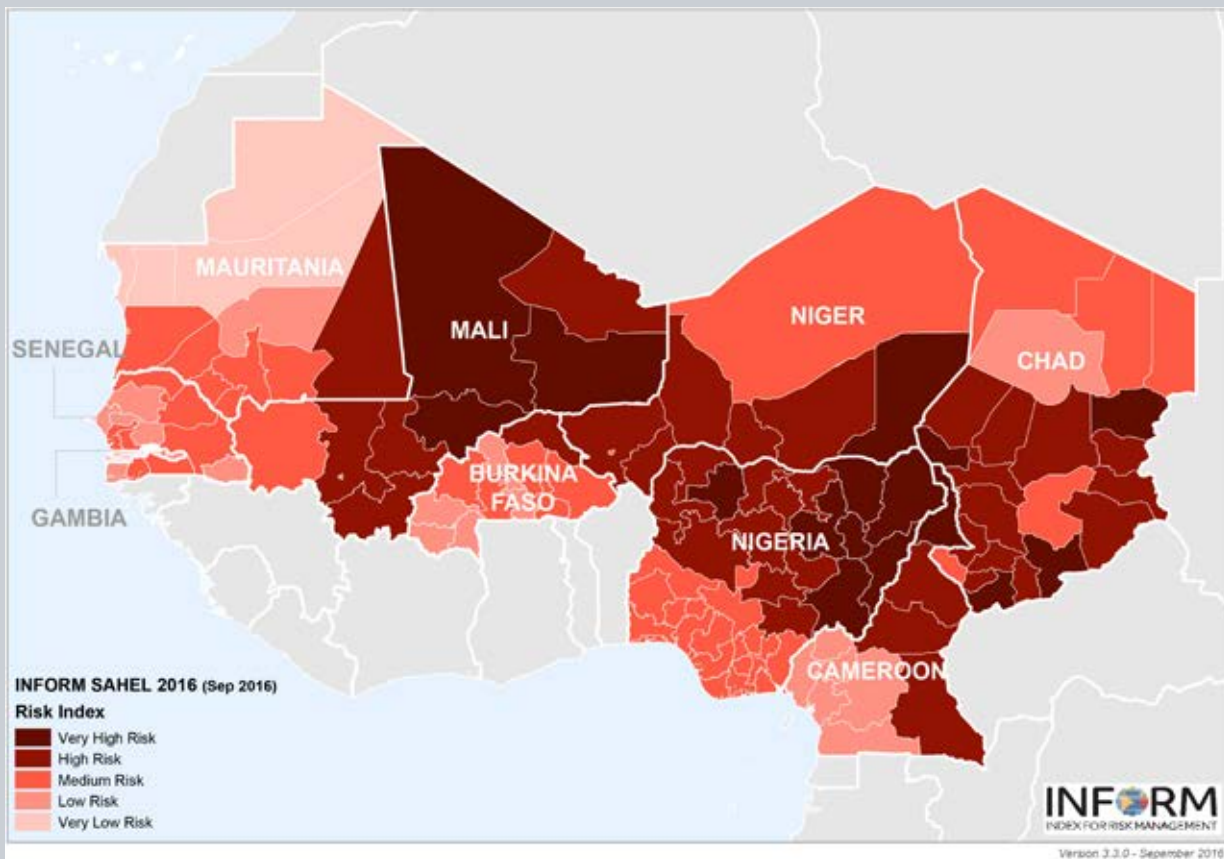 MAURITANIA
MALI
NIGER
CHAD
SENEGAL
BURKINA
FASO
GAMBIA
NIGERIA
CAMEROON
INFORM SAHEL 2016 (Sep 2016)
Risk Index
Very High Risk
High Risk
Medium Risk
Low Risk
Very Low Risk
INFORM
INDEX FOR RISK MANAGEMENT
Version 3.3.0 - Sepember 2016